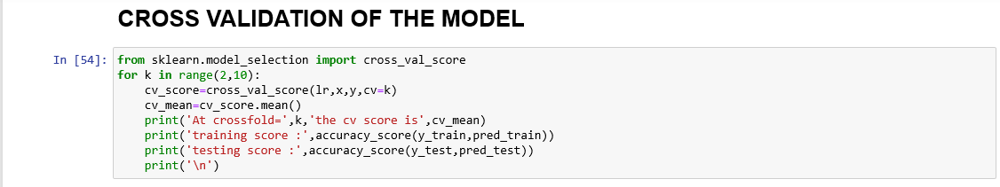 CROSS VALIDATION OF THE MODEL
In [54]: from sklearn.model_selection import cross_val_score
for k in range(2,10):
    cv_score=cross_val_score(lr,x,y,cv=k)
    cv_mean=cv_score.mean()
    print('At crossfold=',k,'the cv score is',cv_mean)
    print('training score :',accuracy_score(y_train,pred_train))
    print('testing score :',accuracy_score(y_test,pred_test))
    print('\n')